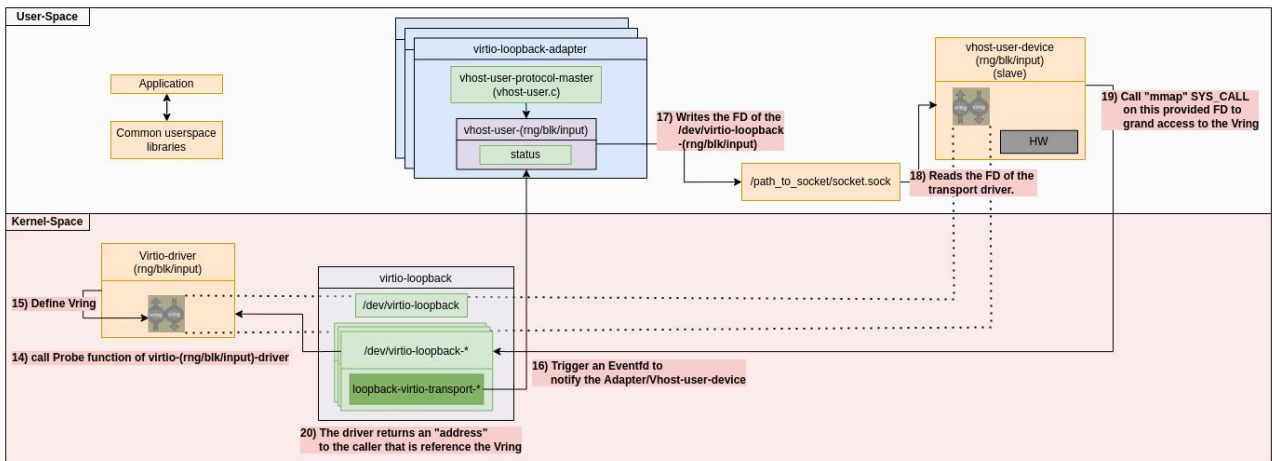 User-Space
virtio-loopback-adapter
vhost-user-protocol-master
(vhost-user.c)
vhost-user-(rng/blk/input)
status
Application
Common userspace
libraries
17) Writes the FD of the
/dev/virtio-loopback
-(rng/blk/input)
/path_to_socket/socket.sock
vhost-user-device
(rng/blk/input)
(slave)
vring
vring
HW
18) Reads the FD of the
transport driver.
19) Call "mmap" SYS_CALL
on this provided FD to
grand access to the Vring
Kernel-Space
Virtio-driver
(rng/blk/input)
vring
vring
15) Define Vring
14) call Probe function of virtio-(rng/blk/input)-driver
virtio-loopback
/dev/virtio-loopback
/dev/virtio-loopback-*
loopback-virtio-transport-*
16) Trigger an Eventfd to
notify the Adapter/Vhost-user-device
20) The driver returns an "address"
to the caller that is reference the Vring